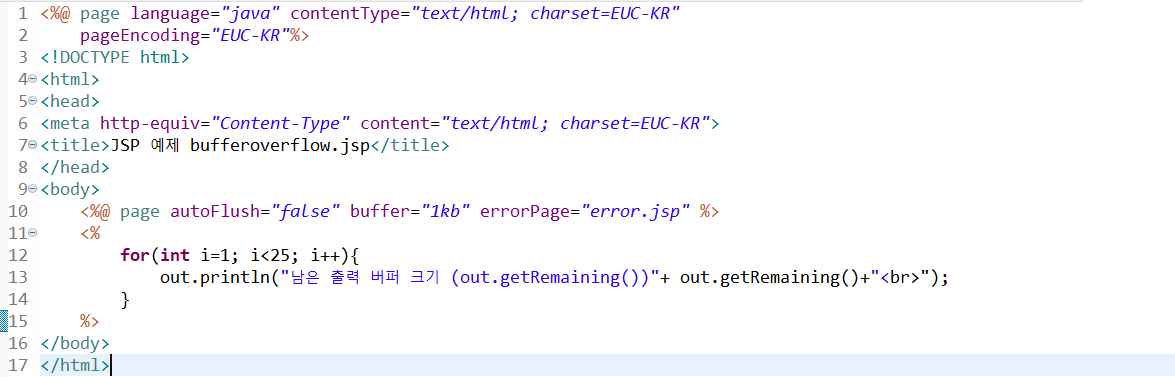 1 <%@ page language="java" contentType="text/html; charset=EUC-KR"
2     pageEncoding="EUC-KR"%>
3 <!DOCTYPE html>
4 <html>
5 <head>
6 <meta http-equiv="Content-Type" content="text/html; charset=EUC-KR">
7 <title>JSP 예제 bufferoverflow.jsp</title>
8 </head>
9 <body>
10     <%@ page autoFlush="false" buffer="1kb" errorPage="error.jsp" %>
11     <%
12         for(int i=1; i<25; i++){
13             out.println("남은 출력 버퍼 크기 (out.getRemaining())"+ out.getRemaining()+"<br>");
14         }
15     %>
16 </body>
17 </html>